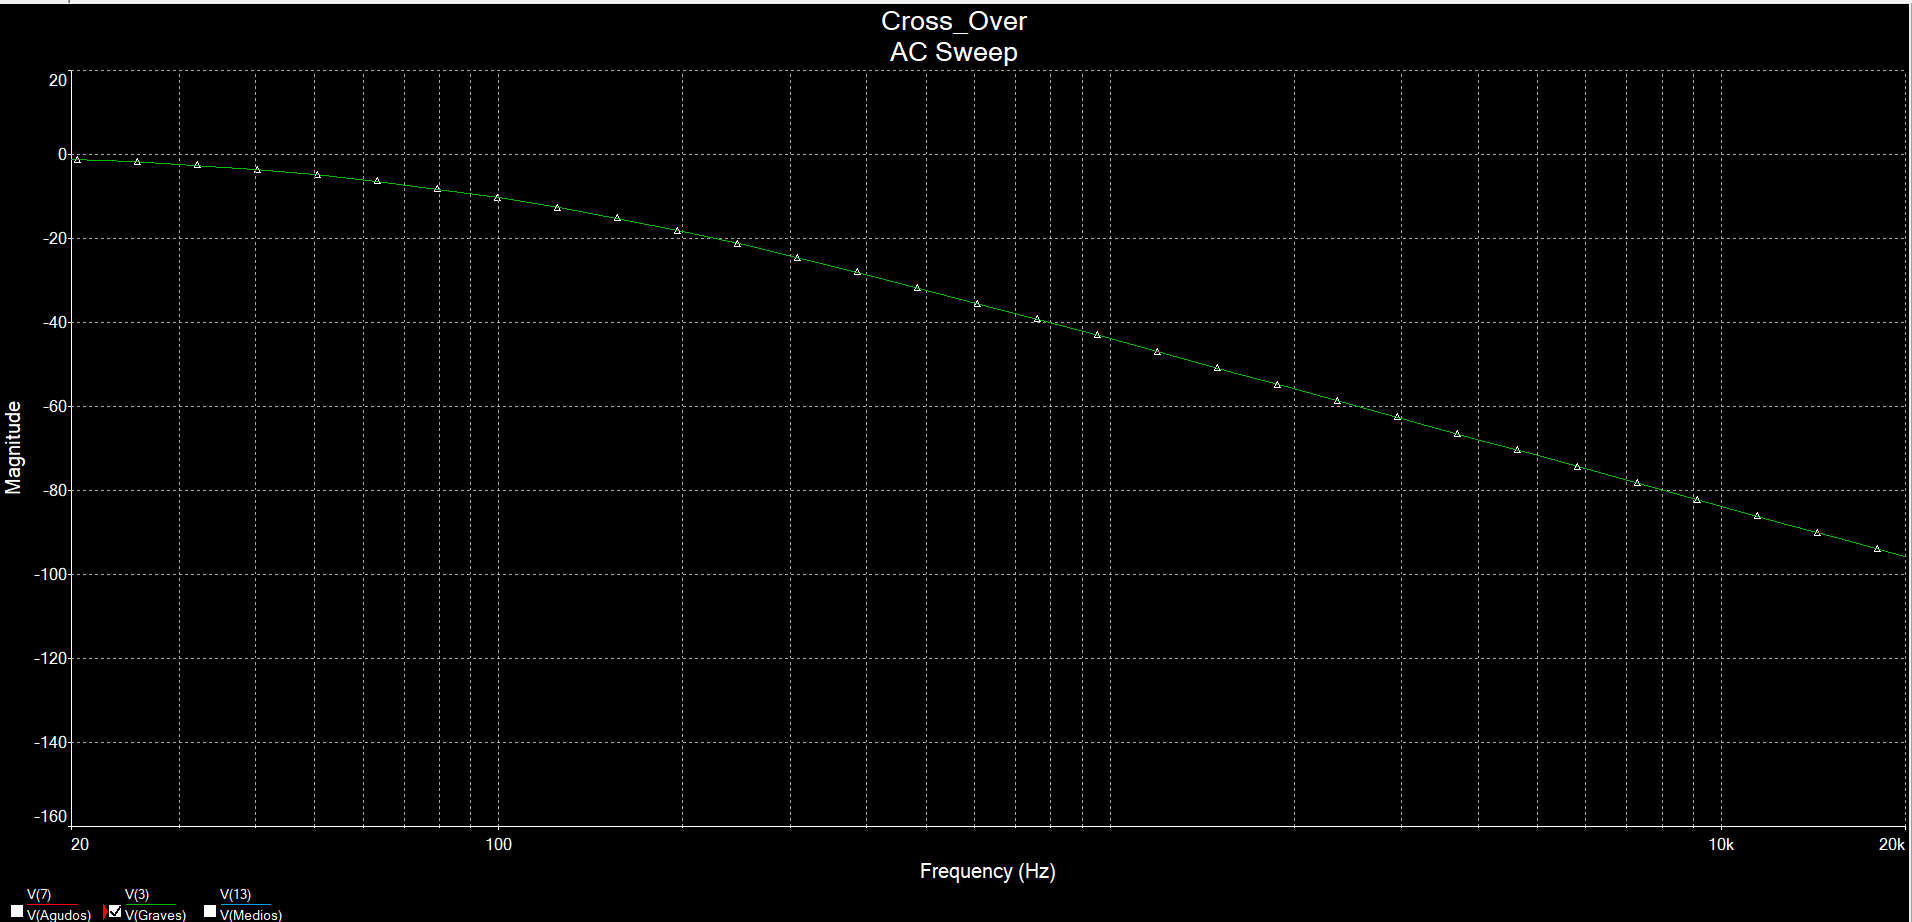 Cross_Over
AC Sweep
20
0
-20
-40
-60
-80
-100
-120
-140
-160
Magnitude
20
100
10k
20k
Frequency (Hz)
V(7)
V(3)
V(13)
V(Agudos)
V(Graves)
V(Medios)